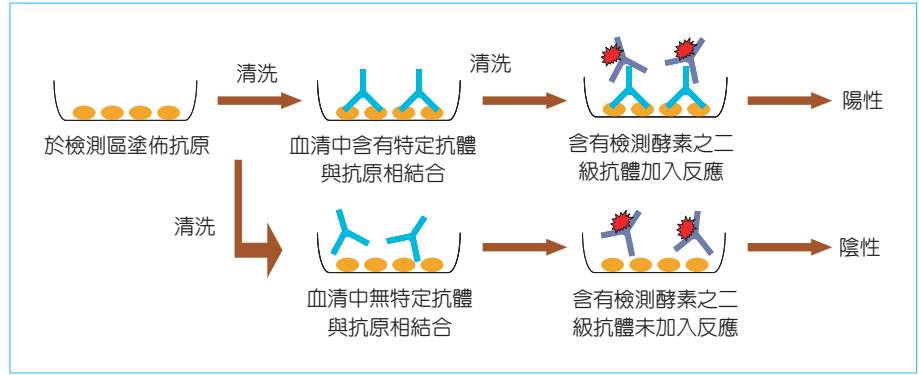 清洗
清洗
陽性
於檢測區塗佈抗原
血清中含有特定抗體
與抗原相結合
含有檢測酵素之二
級抗體加入反應
清洗
陰性
血清中無特定抗體
與抗原相結合
含有檢測酵素之二
級抗體未加入反應